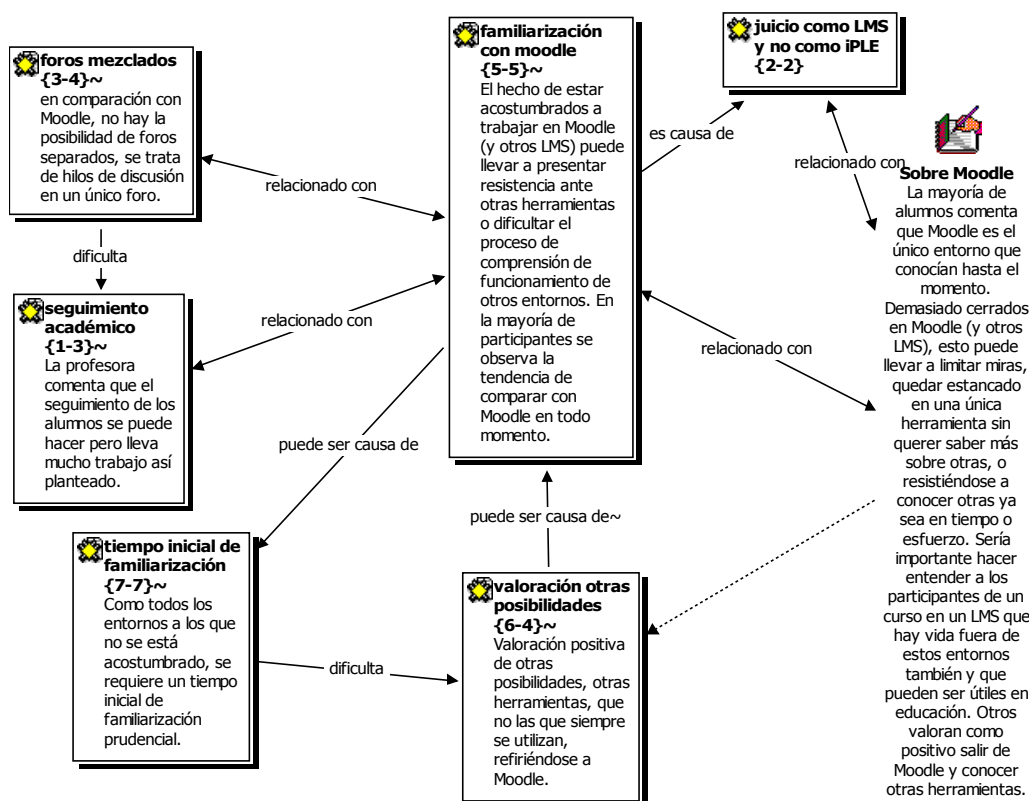 foros mezclados
{3-4}~
en comparación con
Moodle, no hay la
posibilidad de foros
separados, se trata
de hilos de discusión
en un único foro.
familiarización
con moodle
{5-5}~
El hecho de estar
acostumbrados a
trabajar en Moodle
(y otros LMS) puede
llevar a presentar
resistencia ante
otras herramientas
o dificultar el
proceso de
comprensión de
funcionamiento de
otros entornos. En
la mayoría de
participantes se
observa la
tendencia de
comparar con
Moodle en todo
momento.
juicio como LMS
y no como iPLE
{2-2}
es causa de
relacionado con
relacionado con
dificulta
seguimiento
académico
{1-3}~
La profesora
comenta que el
seguimiento de los
alumnos se puede
hacer pero lleva
mucho trabajo así
planteado.
relacionado con
relacionado con
puede ser causa de
puede ser causa de~
Sobre Moodle
La mayoría de
alumnos comenta
que Moodle es el
único entorno que
conocían hasta el
momento.
Demasiado cerrados
en Moodle (y otros
LMS), esto puede
llevar a limitar miras,
quedar estancado
en una única
herramienta sin
querer saber más
sobre otras, o
resistiéndose a
conocer otras ya
sea en tiempo o
esfuerzo. Sería
importante hacer
entender a los
participantes de un
curso en un LMS que
hay vida fuera de
estos entornos
también y que
pueden ser útiles en
educación. Otros
valoran como
positivo salir de
Moodle y conocer
otras herramientas.
tiempo inicial de
familiarización
{7-7}~
Como todos los
entornos a los que
no se está
acostumbrado, se
requiere un tiempo
inicial de
familiarización
prudencial.
dificulta
valoración otras
posibilidades
{6-4}~
Valoración positiva
de otras
posibilidades, otras
herramientas, que
no las que siempre
se utilizan,
refiriéndose a
Moodle.